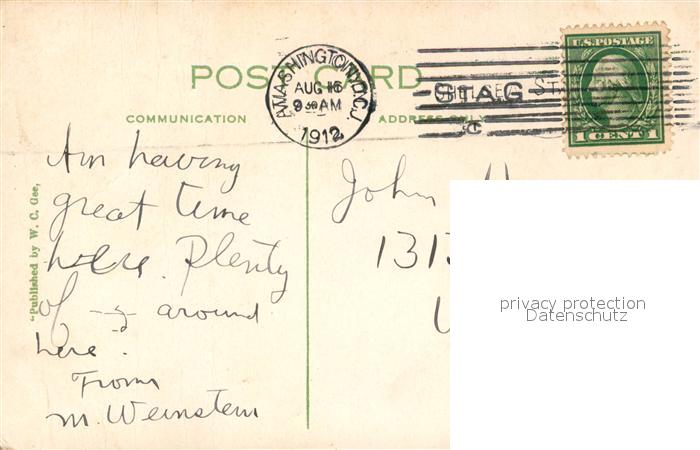 POST CARD
COMMUNICATION
ADDRESS ONLY
WASHINGTON, D.C.
AUG 16
9 30 AM
1912
U.S. POSTAGE
1 CENT 1
"Published by W. C. Gee,
Am having
great time
here. Plenty
of around
here.
From
M. Weinstein
John
131
privacy protection
Datenschutz